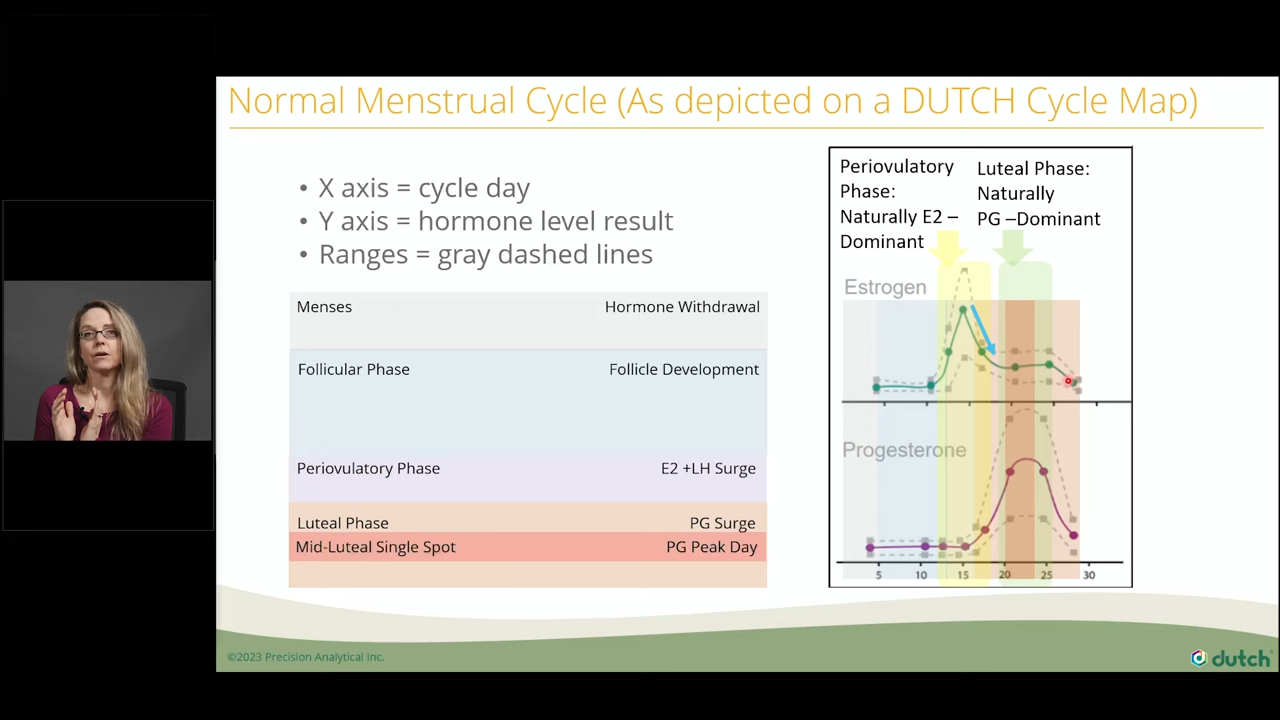 Normal Menstrual Cycle (As depicted on a DUTCH Cycle Map)
• X axis = cycle day
• Y axis = hormone level result
• Ranges = gray dashed lines
Menses Hormone Withdrawal
Follicular Phase Follicle Development
Periovulatory Phase E2 +LH Surge
Luteal Phase PG Surge
Mid-Luteal Single Spot PG Peak Day
Periovulatory
Phase:
Naturally E2 –
Dominant
Luteal Phase:
Naturally
PG –Dominant
Estrogen
Progesterone
5 10 15 20 25 30
©2023 Precision Analytical Inc.
dutch